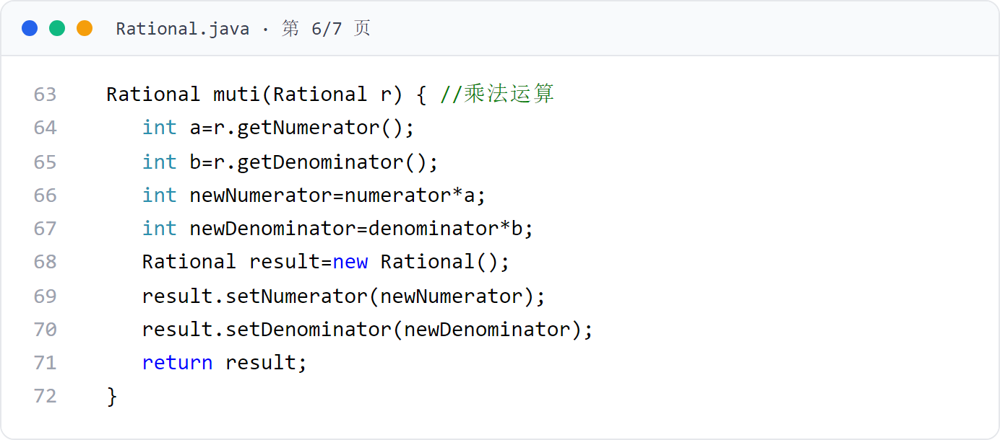 Rational.java · 第 6/7 页
63 Rational muti(Rational r) { //乘法运算
64 int a=r.getNumerator();
65 int b=r.getDenominator();
66 int newNumerator=numerator*a;
67 int newDenominator=denominator*b;
68 Rational result=new Rational();
69 result.setNumerator(newNumerator);
70 result.setDenominator(newDenominator);
71 return result;
72 }